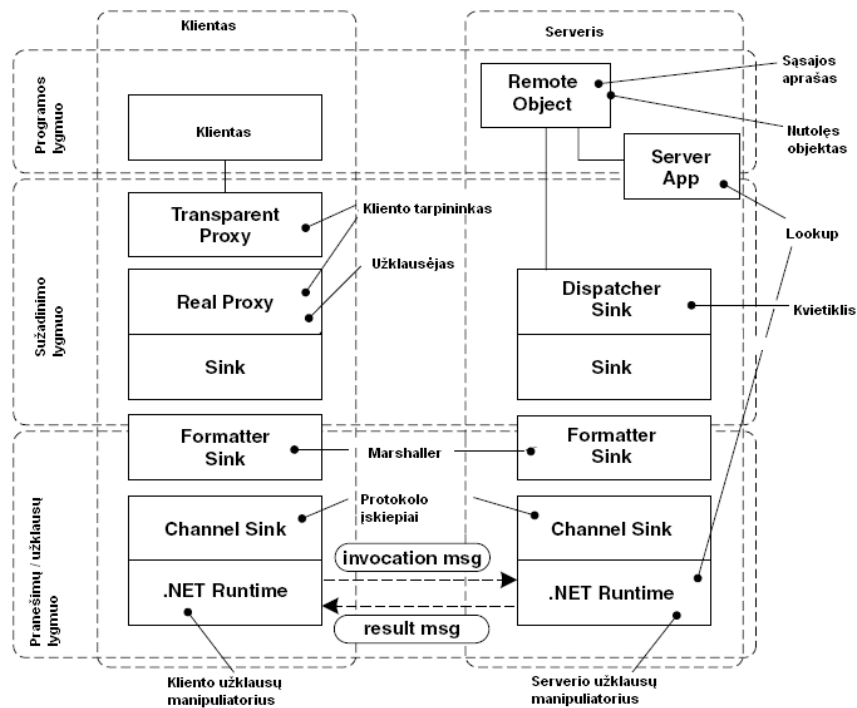 Klientas
Serveris
Programos
lygmuo
Klientas
Remote
Object
Sąsajos
aprašas
Nutolęs
objektas
Server
App
Sužadinimo
lygmuo
Transparent
Proxy
Kliento tarpininkas
Lookup
Užklausėjas
Real Proxy
Dispatcher
Sink
Kvietiklis
Sink
Sink
Pranešimų / užklausų
lygmuo
Formatter
Sink
Marshaller
Formatter
Sink
Protokolo
įskiepiai
Channel Sink
Channel Sink
invocation msg
.NET Runtime
.NET Runtime
result msg
Kliento užklausų
manipuliatorius
Serverio užklausų
manipuliatorius